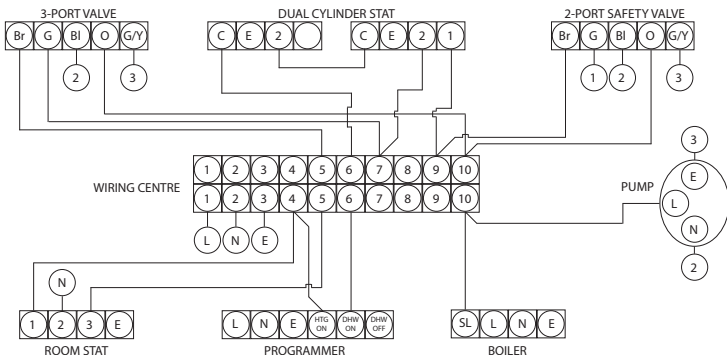 3-PORT VALVE
DUAL CYLINDER STAT
2-PORT SAFETY VALVE
Br G Bl O G/Y
C E 2
C E 2 1
Br G Bl O G/Y
2 3
1 2 3
3
1 2 3 4 5 6 7 8 9 10
WIRING CENTRE
PUMP
E
1 2 3 4 5 6 7 8 9 10
L
N
L N E
2
N
1 2 3 E
L N E HTG ON DHW ON DHW OFF
SL L N E
ROOM STAT
PROGRAMMER
BOILER